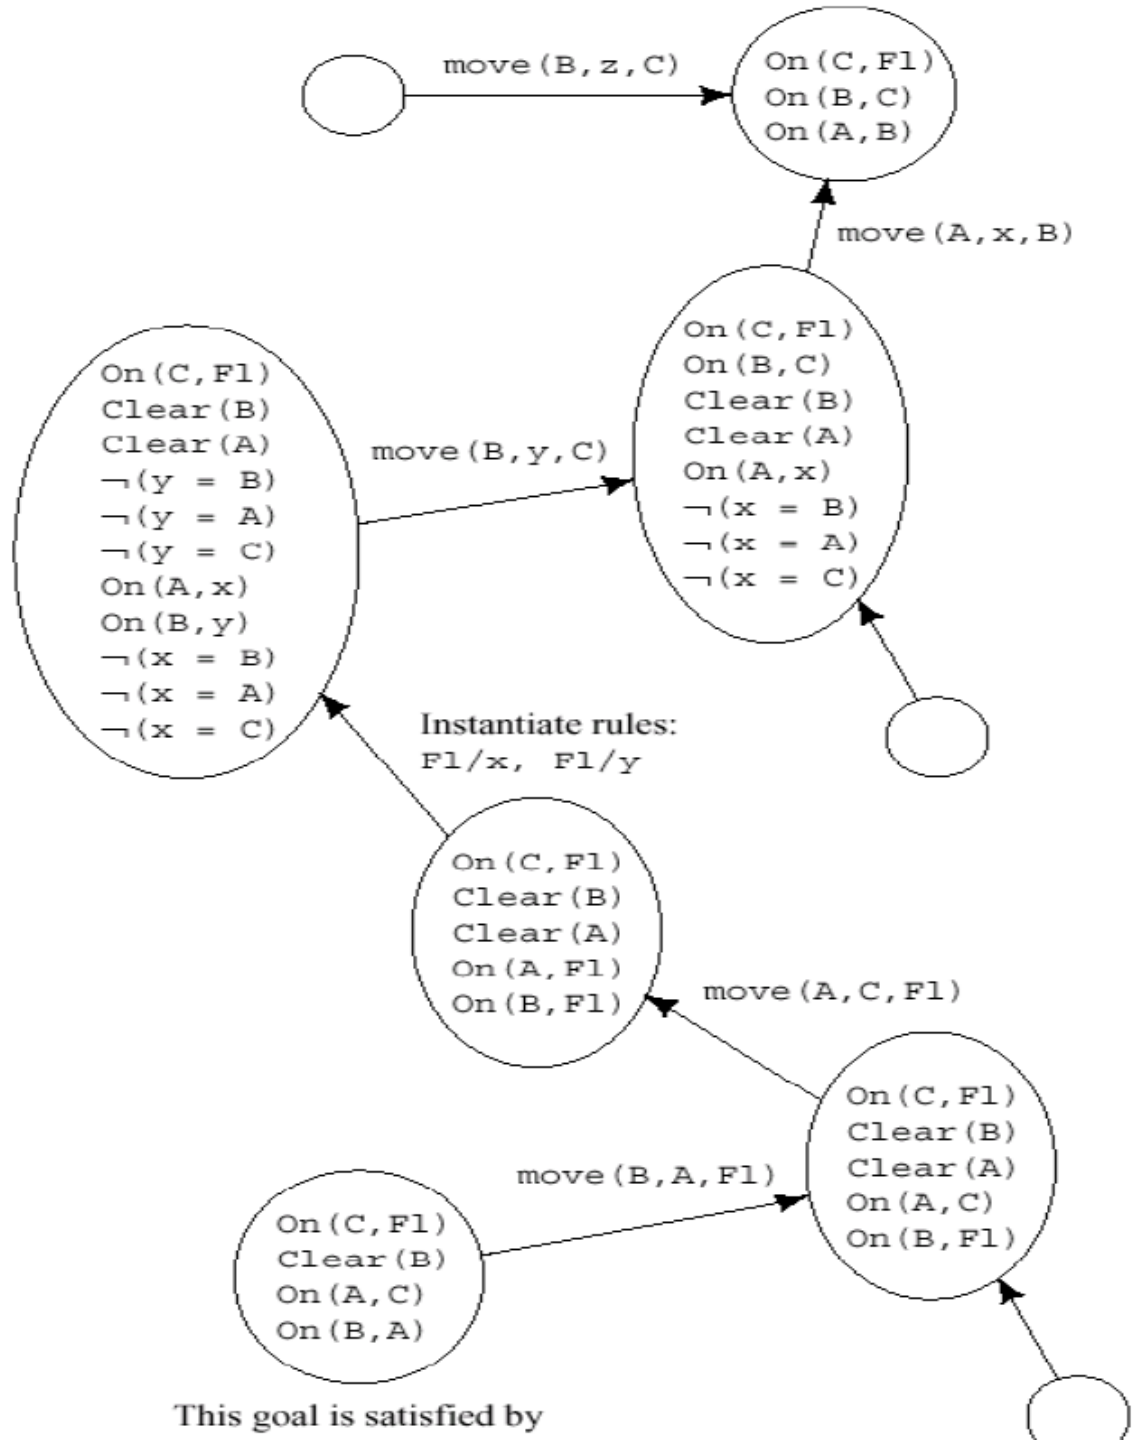 move(B,z,C)
On(C,Fl)
On(B,C)
On(A,B)
move(A,x,B)
On(C,Fl)
On(B,C)
Clear(B)
Clear(A)
On(A,x)
¬(x = B)
¬(x = A)
¬(x = C)
move(B,y,C)
On(C,Fl)
Clear(B)
Clear(A)
¬(y = B)
¬(y = A)
¬(y = C)
On(A,x)
On(B,y)
¬(x = B)
¬(x = A)
¬(x = C)
Instantiate rules:
Fl/x, Fl/y
On(C,Fl)
Clear(B)
Clear(A)
On(A,Fl)
On(B,Fl)
move(A,C,Fl)
On(C,Fl)
Clear(B)
Clear(A)
On(A,C)
On(B,Fl)
move(B,A,Fl)
On(C,Fl)
Clear(B)
On(A,C)
On(B,A)
This goal is satisfied by